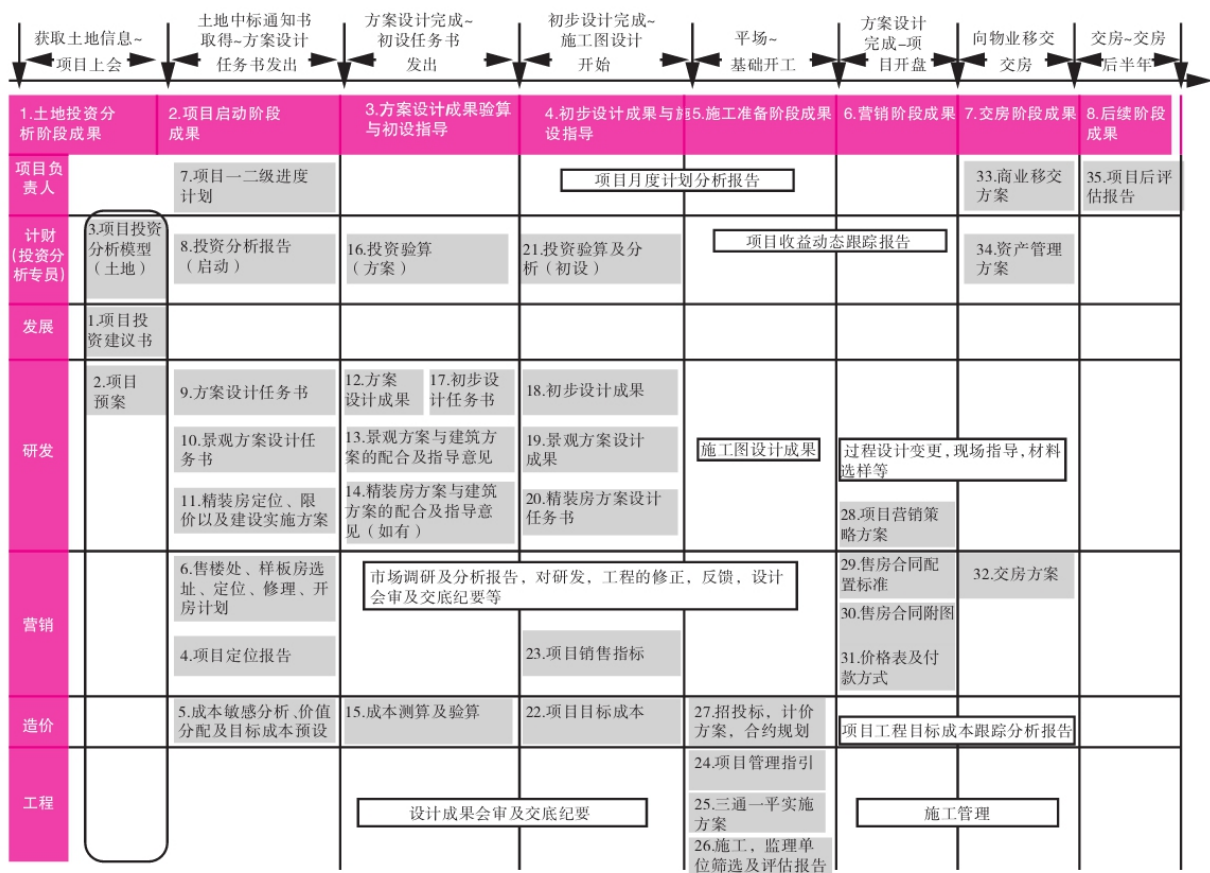 获取土地信息~
项目上会
土地中标通知书
取得~方案设计
任务书发出
方案设计完成~
初设任务书
发出
初步设计完成~
施工图设计
开始
平场~
基础开工
方案设计
完成~项
目开盘
向物业移交
交房
交房~交房
后半年
1.土地投资分
析阶段成果
2.项目启动阶段
成果
3.方案设计成果验算
与初设指导
4.初步设计成果与施
设指导
5.施工准备阶段成果
6.营销阶段成果
7.交房阶段成果
8.后续阶段
成果
项目负
责人
7.项目一二级进度
计划
项目月度计划分析报告
33.商业移交
方案
35.项目后评
估报告
计财
(投资分
析专员)
3.项目投资
分析模型
（土地）
8.投资分析报告
（启动）
16.投资验算
（方案）
21.投资验算及分
析（初设）
项目收益动态跟踪报告
34.资产管理
方案
发展
1.项目投
资建议书
研发
2.项目
预案
9.方案设计任务书
12.方案
设计成果
17.初步设
计任务书
18.初步设计成果
10.景观方案设计任
务书
13.景观方案与建筑方
案的配合及指导意见
19.景观方案设计
成果
施工图设计成果
过程设计变更,现场指导,材料
选样等
11.精装房定位、限
价以及建设实施方案
14.精装房方案与建筑
方案的配合及指导意
见（如有）
20.精装房方案设计
任务书
28.项目营销策
略方案
营销
6.售楼处、样板房选
址、定位、修理、开
房计划
市场调研及分析报告，对研发，工程的修正，反馈，设计
会审及交底纪要等
29.售房合同配
置标准
32.交房方案
30.售房合同附图
4.项目定位报告
23.项目销售指标
31.价格表及付
款方式
造价
5.成本敏感分析、价值
分配及目标成本预设
15.成本测算及验算
22.项目目标成本
27.招投标，计价
方案，合约规划
项目工程目标成本跟踪分析报告
工程
24.项目管理指引
设计成果会审及交底纪要
25.三通一平实施
方案
施工管理
26.施工，监理单
位筛选及评估报告